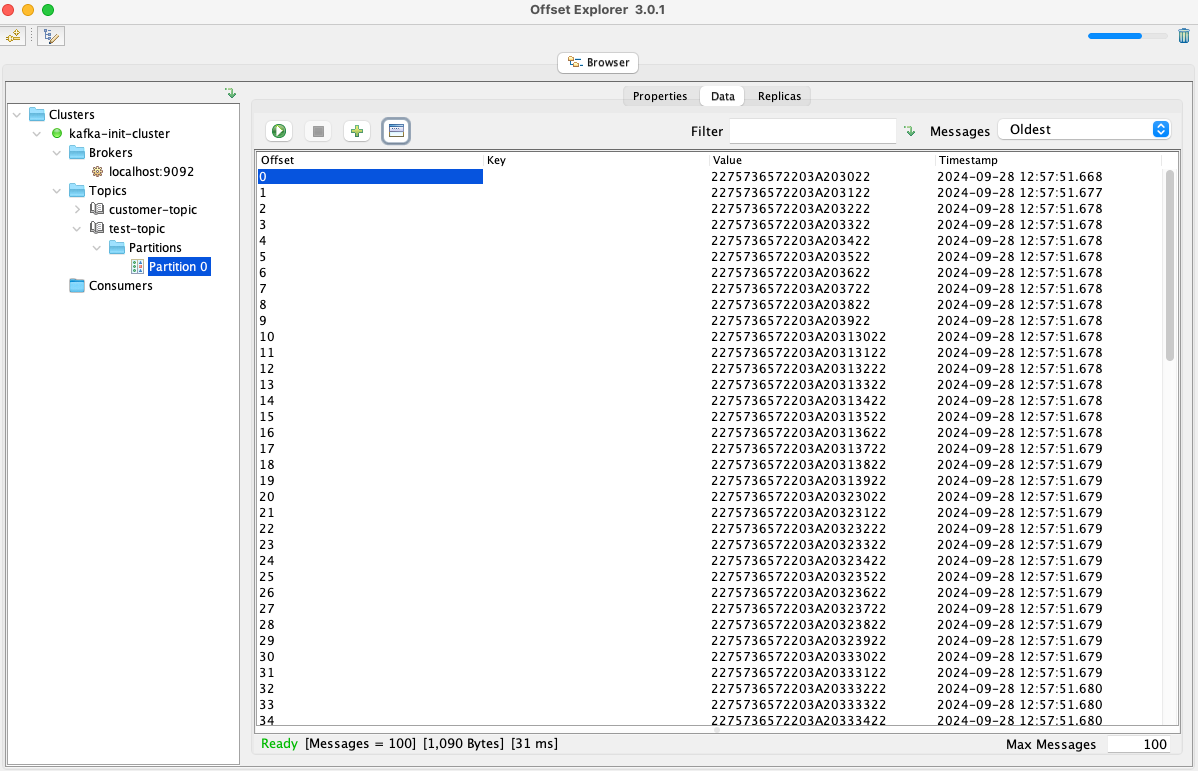 Offset Explorer 3.0.1
Browser
Properties Data Replicas
Filter Messages Oldest
Clusters
kafka-init-cluster
Brokers
localhost:9092
Topics
customer-topic
test-topic
Partitions
Partition 0
Consumers
Offset Key Value Timestamp
0 2275736572203A203022 2024-09-28 12:57:51.668
1 2275736572203A203122 2024-09-28 12:57:51.677
2 2275736572203A203222 2024-09-28 12:57:51.678
3 2275736572203A203322 2024-09-28 12:57:51.678
4 2275736572203A203422 2024-09-28 12:57:51.678
5 2275736572203A203522 2024-09-28 12:57:51.678
6 2275736572203A203622 2024-09-28 12:57:51.678
7 2275736572203A203722 2024-09-28 12:57:51.678
8 2275736572203A203822 2024-09-28 12:57:51.678
9 2275736572203A203922 2024-09-28 12:57:51.678
10 2275736572203A20313022 2024-09-28 12:57:51.678
11 2275736572203A20313122 2024-09-28 12:57:51.678
12 2275736572203A20313222 2024-09-28 12:57:51.678
13 2275736572203A20313322 2024-09-28 12:57:51.678
14 2275736572203A20313422 2024-09-28 12:57:51.678
15 2275736572203A20313522 2024-09-28 12:57:51.678
16 2275736572203A20313622 2024-09-28 12:57:51.678
17 2275736572203A20313722 2024-09-28 12:57:51.679
18 2275736572203A20313822 2024-09-28 12:57:51.679
19 2275736572203A20313922 2024-09-28 12:57:51.679
20 2275736572203A20323022 2024-09-28 12:57:51.679
21 2275736572203A20323122 2024-09-28 12:57:51.679
22 2275736572203A20323222 2024-09-28 12:57:51.679
23 2275736572203A20323322 2024-09-28 12:57:51.679
24 2275736572203A20323422 2024-09-28 12:57:51.679
25 2275736572203A20323522 2024-09-28 12:57:51.679
26 2275736572203A20323622 2024-09-28 12:57:51.679
27 2275736572203A20323722 2024-09-28 12:57:51.679
28 2275736572203A20323822 2024-09-28 12:57:51.679
29 2275736572203A20323922 2024-09-28 12:57:51.679
30 2275736572203A20333022 2024-09-28 12:57:51.679
31 2275736572203A20333122 2024-09-28 12:57:51.679
32 2275736572203A20333222 2024-09-28 12:57:51.680
33 2275736572203A20333322 2024-09-28 12:57:51.680
34 2275736572203A20333422 2024-09-28 12:57:51.680
Ready [Messages = 100] [1,090 Bytes] [31 ms] Max Messages 100